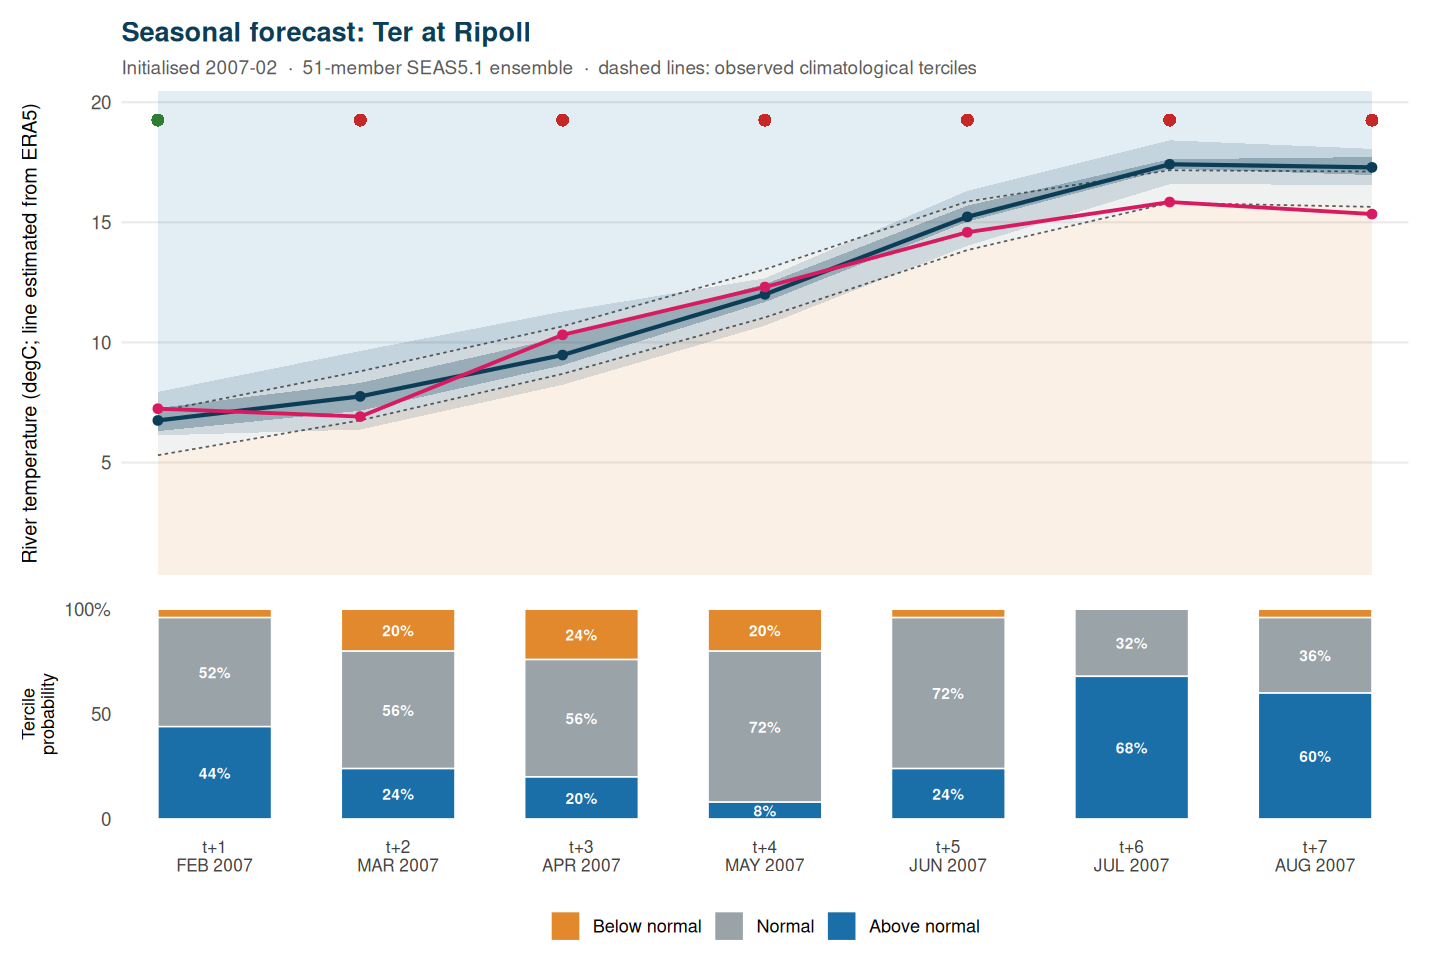 Seasonal forecast: Ter at Ripoll
Initialised 2007-02 · 51-member SEAS5.1 ensemble · dashed lines: observed climatological terciles
River temperature (degC; line estimated from ERA5)
20
15
10
5
Tercile
probability
100%
50
0
52%
44%
20%
56%
24%
24%
56%
20%
20%
72%
8%
72%
24%
32%
68%
36%
60%
t+1
FEB 2007
t+2
MAR 2007
t+3
APR 2007
t+4
MAY 2007
t+5
JUN 2007
t+6
JUL 2007
t+7
AUG 2007
Below normal
Normal
Above normal